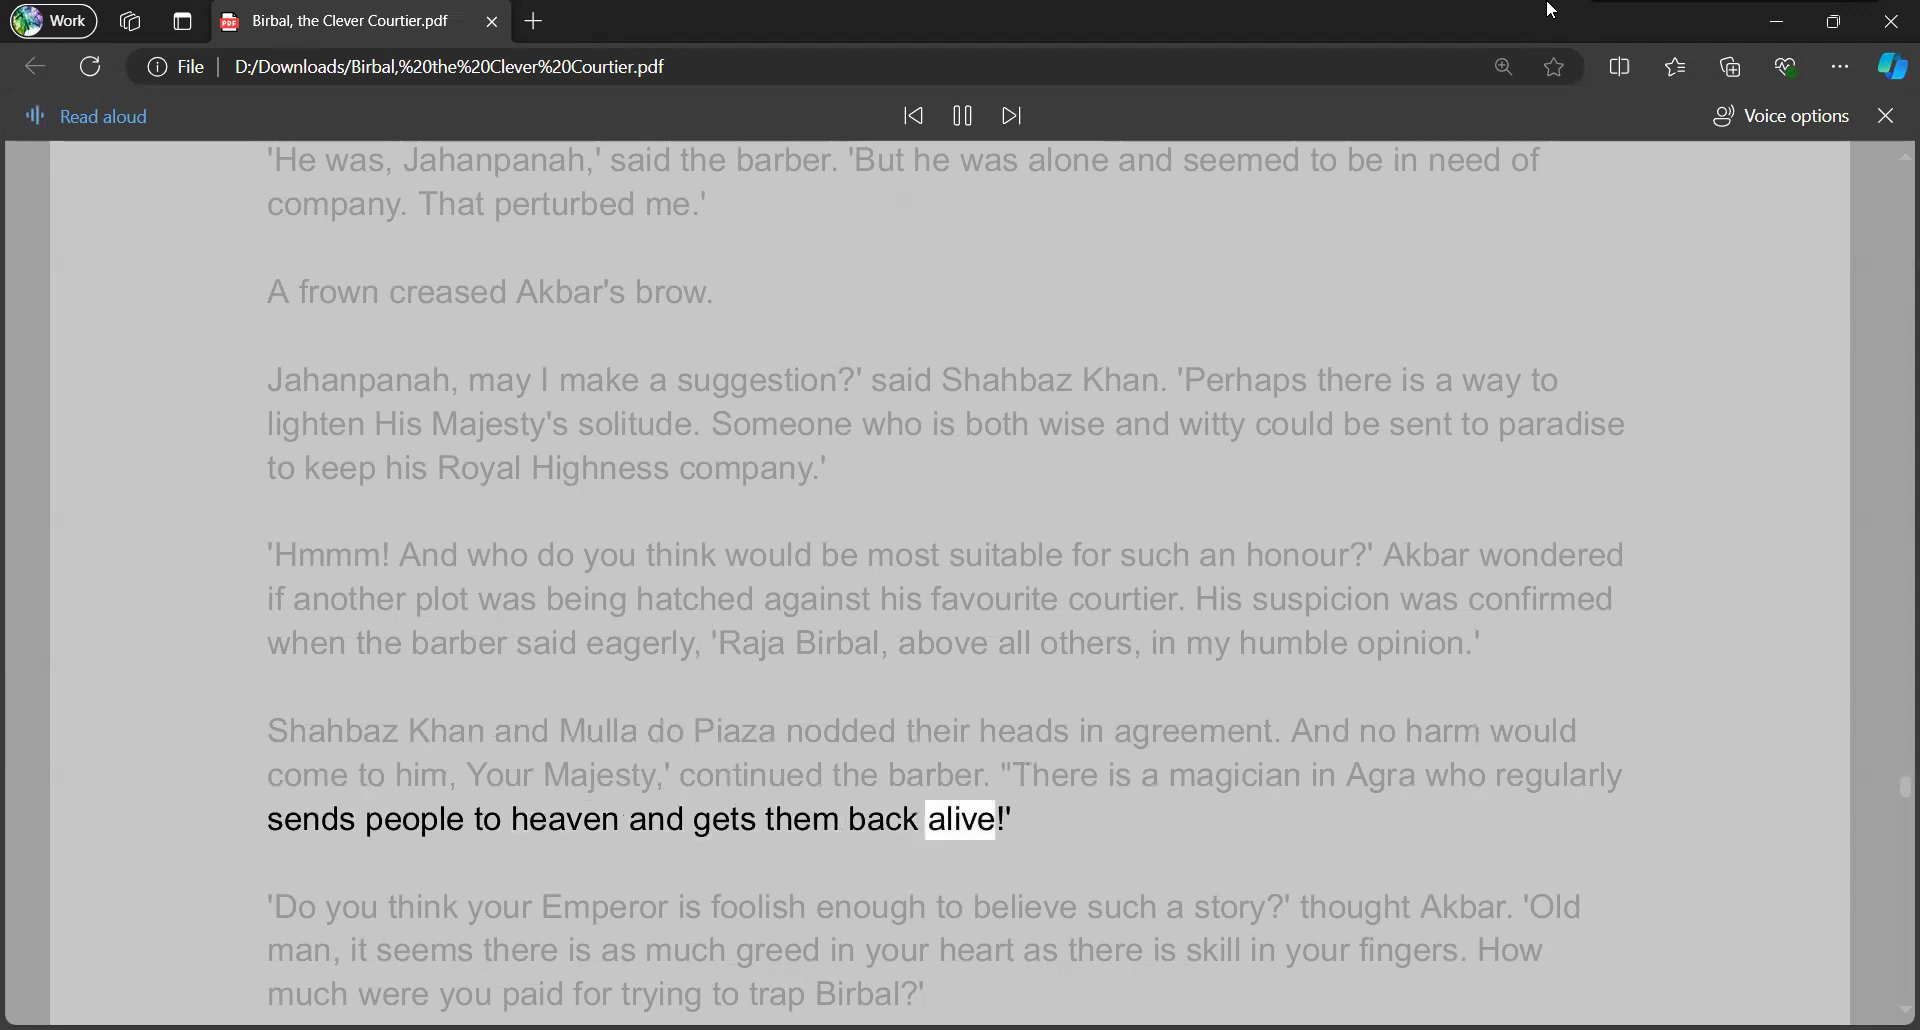 Work
Birbal, the Clever Courtier.pdf
File
D:/Downloads/Birbal,%20the%20Clever%20Courtier.pdf
Read aloud
Voice options
'He was, Jahanpanah,' said the barber. 'But he was alone and seemed to be in need of
company. That perturbed me.'
A frown creased Akbar's brow.
Jahanpanah, may I make a suggestion?' said Shahbaz Khan. 'Perhaps there is a way to
lighten His Majesty's solitude. Someone who is both wise and witty could be sent to paradise
to keep his Royal Highness company.'
'Hmmm! And who do you think would be most suitable for such an honour?' Akbar wondered
if another plot was being hatched against his favourite courtier. His suspicion was confirmed
when the barber said eagerly, 'Raja Birbal, above all others, in my humble opinion.'
Shahbaz Khan and Mulla do Piaza nodded their heads in agreement. And no harm would
come to him, Your Majesty,' continued the barber. "There is a magician in Agra who regularly
sends people to heaven and gets them back alive!'
'Do you think your Emperor is foolish enough to believe such a story?' thought Akbar. 'Old
man, it seems there is as much greed in your heart as there is skill in your fingers. How
much were you paid for trying to trap Birbal?'